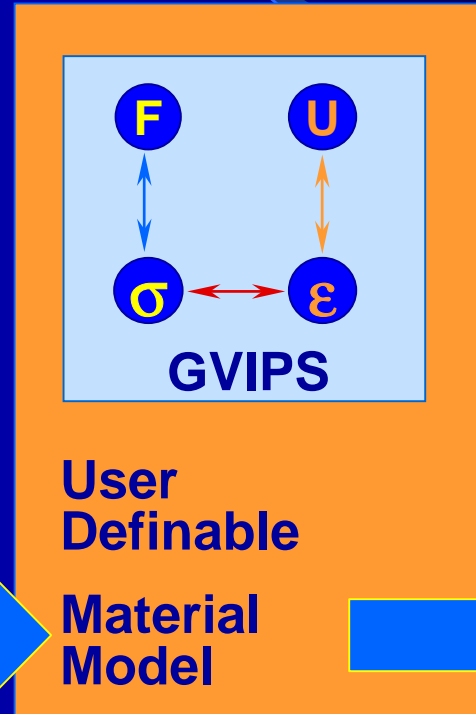 F U
σ ε
GVIPS
User
Definable
Material
Model